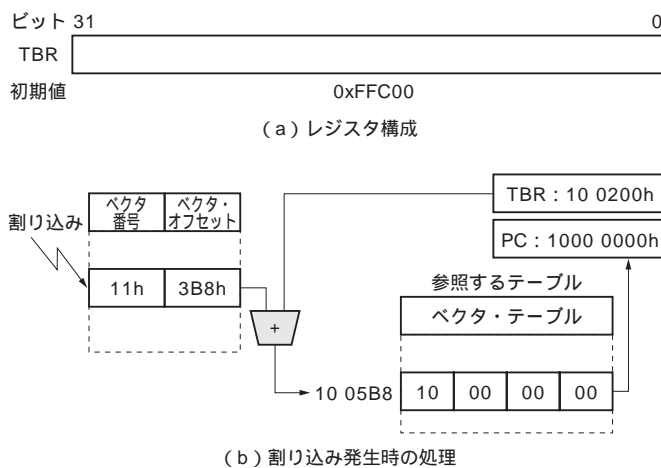 ビット 31 0
TBR
初期値 0xFFC00
(a)レジスタ構成
ベクタ番号 ベクタ・オフセット
割り込み
11h 3B8h
+
TBR:10 0200h
PC:1000 0000h
参照するテーブル
ベクタ・テーブル
10 05B8 10 00 00 00
(b)割り込み発生時の処理